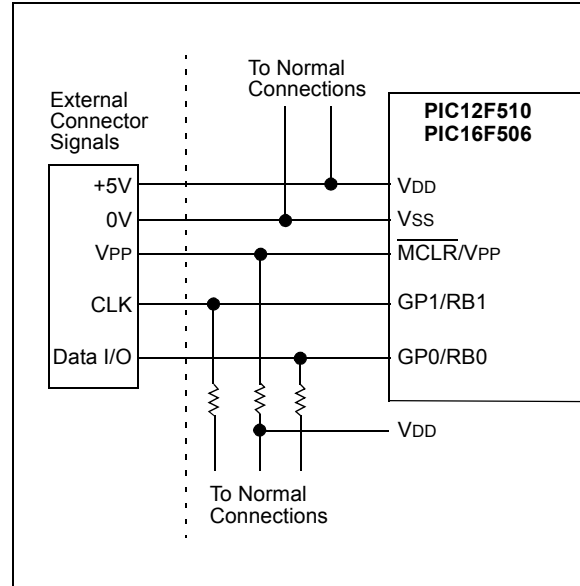 To Normal
Connections
External
Connector
Signals
PIC12F510
PIC16F506
+5V
VDD
0V
VSS
VPP
MCLR/VPP
CLK
GP1/RB1
Data I/O
GP0/RB0
VDD
To Normal
Connections